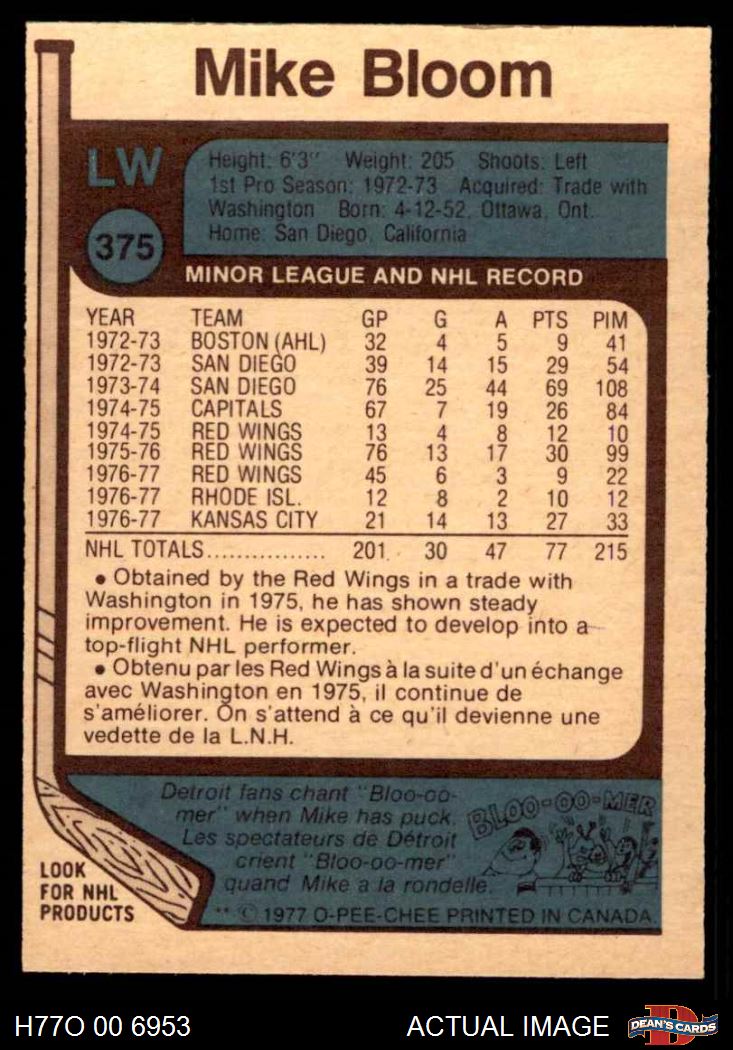 Mike Bloom
LW
375
Height: 6'3" Weight: 205 Shoots: Left
1st Pro Season: 1972-73 Acquired: Trade with
Washington Born: 4-12-52, Ottawa, Ont.
Home: San Diego, California
MINOR LEAGUE AND NHL RECORD
YEAR TEAM GP G A PTS PIM
1972-73 BOSTON (AHL) 32 4 5 9 41
1972-73 SAN DIEGO 39 14 15 29 54
1973-74 SAN DIEGO 76 25 44 69 108
1974-75 CAPITALS 67 7 19 26 84
1974-75 RED WINGS 13 4 8 12 10
1975-76 RED WINGS 76 13 17 30 99
1976-77 RED WINGS 45 6 3 9 22
1976-77 RHODE ISL. 12 8 2 10 12
1976-77 KANSAS CITY 21 14 13 27 33
NHL TOTALS................ 201 30 47 77 215
• Obtained by the Red Wings in a trade with
Washington in 1975, he has shown steady
improvement. He is expected to develop into a
top-flight NHL performer.
• Obtenu par les Red Wings à la suite d'un échange
avec Washington en 1975, il continue de
s'améliorer. On s'attend à ce qu'il devienne une
vedette de la L.N.H.
Detroit fans chant "Bloo-oo-
mer" when Mike has puck.
Les spectateurs de Détroit
crient "Bloo-oo-mer"
quand Mike a la rondelle.
BLOO-OO-MER
LOOK
FOR NHL
PRODUCTS
** © 1977 O-PEE-CHEE PRINTED IN CANADA.
H77O 00 6953
ACTUAL IMAGE
D
DEAN'S CARDS